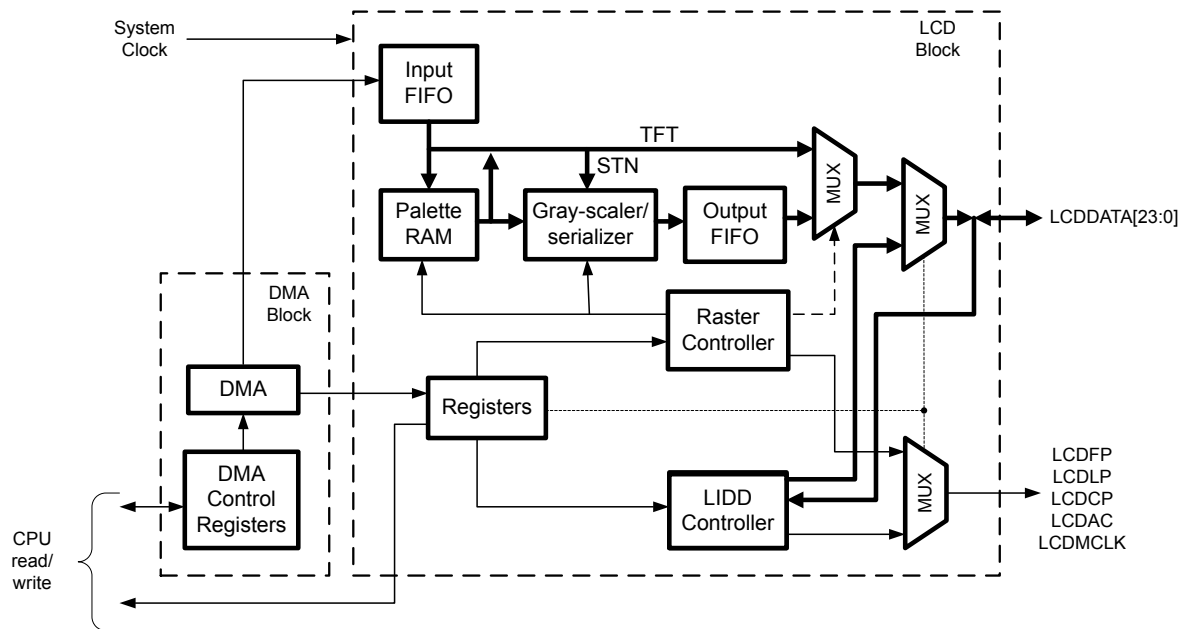 System
Clock
LCD
Block
Input
FIFO
TFT
STN
MUX
MUX
Palette
RAM
Gray-scaler/
serializer
Output
FIFO
LCDDATA[23:0]
DMA
Block
Raster
Controller
DMA
Registers
DMA
Control
Registers
LIDD
Controller
MUX
LCDFP
LCDLP
LCDCP
LCDAC
LCDMCLK
CPU
read/
write